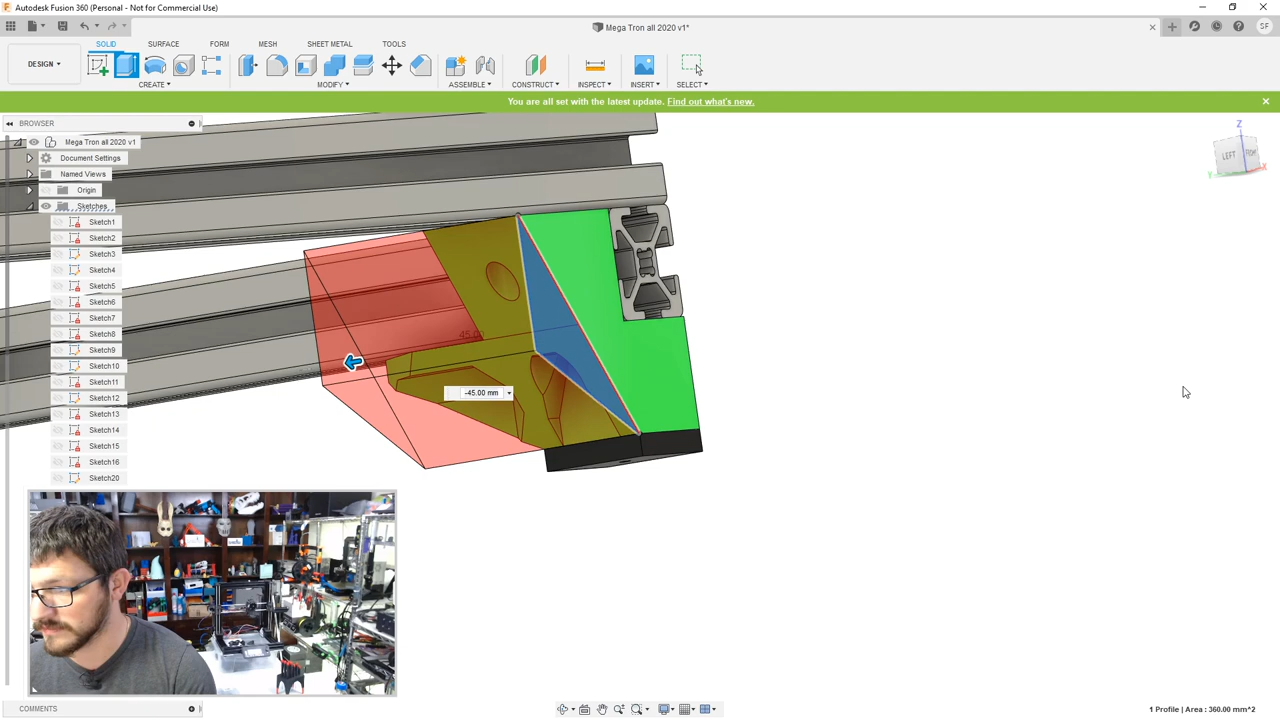 Autodesk Fusion 360 (Personal - Not for Commercial Use)
Mega Tron all 2020 v1*
SF
DESIGN
SOLID SURFACE FORM MESH SHEET METAL TOOLS
CREATE MODIFY ASSEMBLE CONSTRUCT INSPECT INSERT SELECT
You are all set with the latest update. Find out what's new.
BROWSER
Mega Tron all 2020 v1
Document Settings
Named Views
Origin
Sketches
Sketch1
Sketch2
Sketch3
Sketch4
Sketch5
Sketch6
Sketch7
Sketch8
Sketch9
Sketch10
Sketch11
Sketch12
Sketch13
Sketch14
Sketch15
Sketch16
Sketch20
Z
LEFT
FRONT
Y
X
45.00
-45.00 mm
COMMENTS
1 Profile | Area : 360.00 mm^2